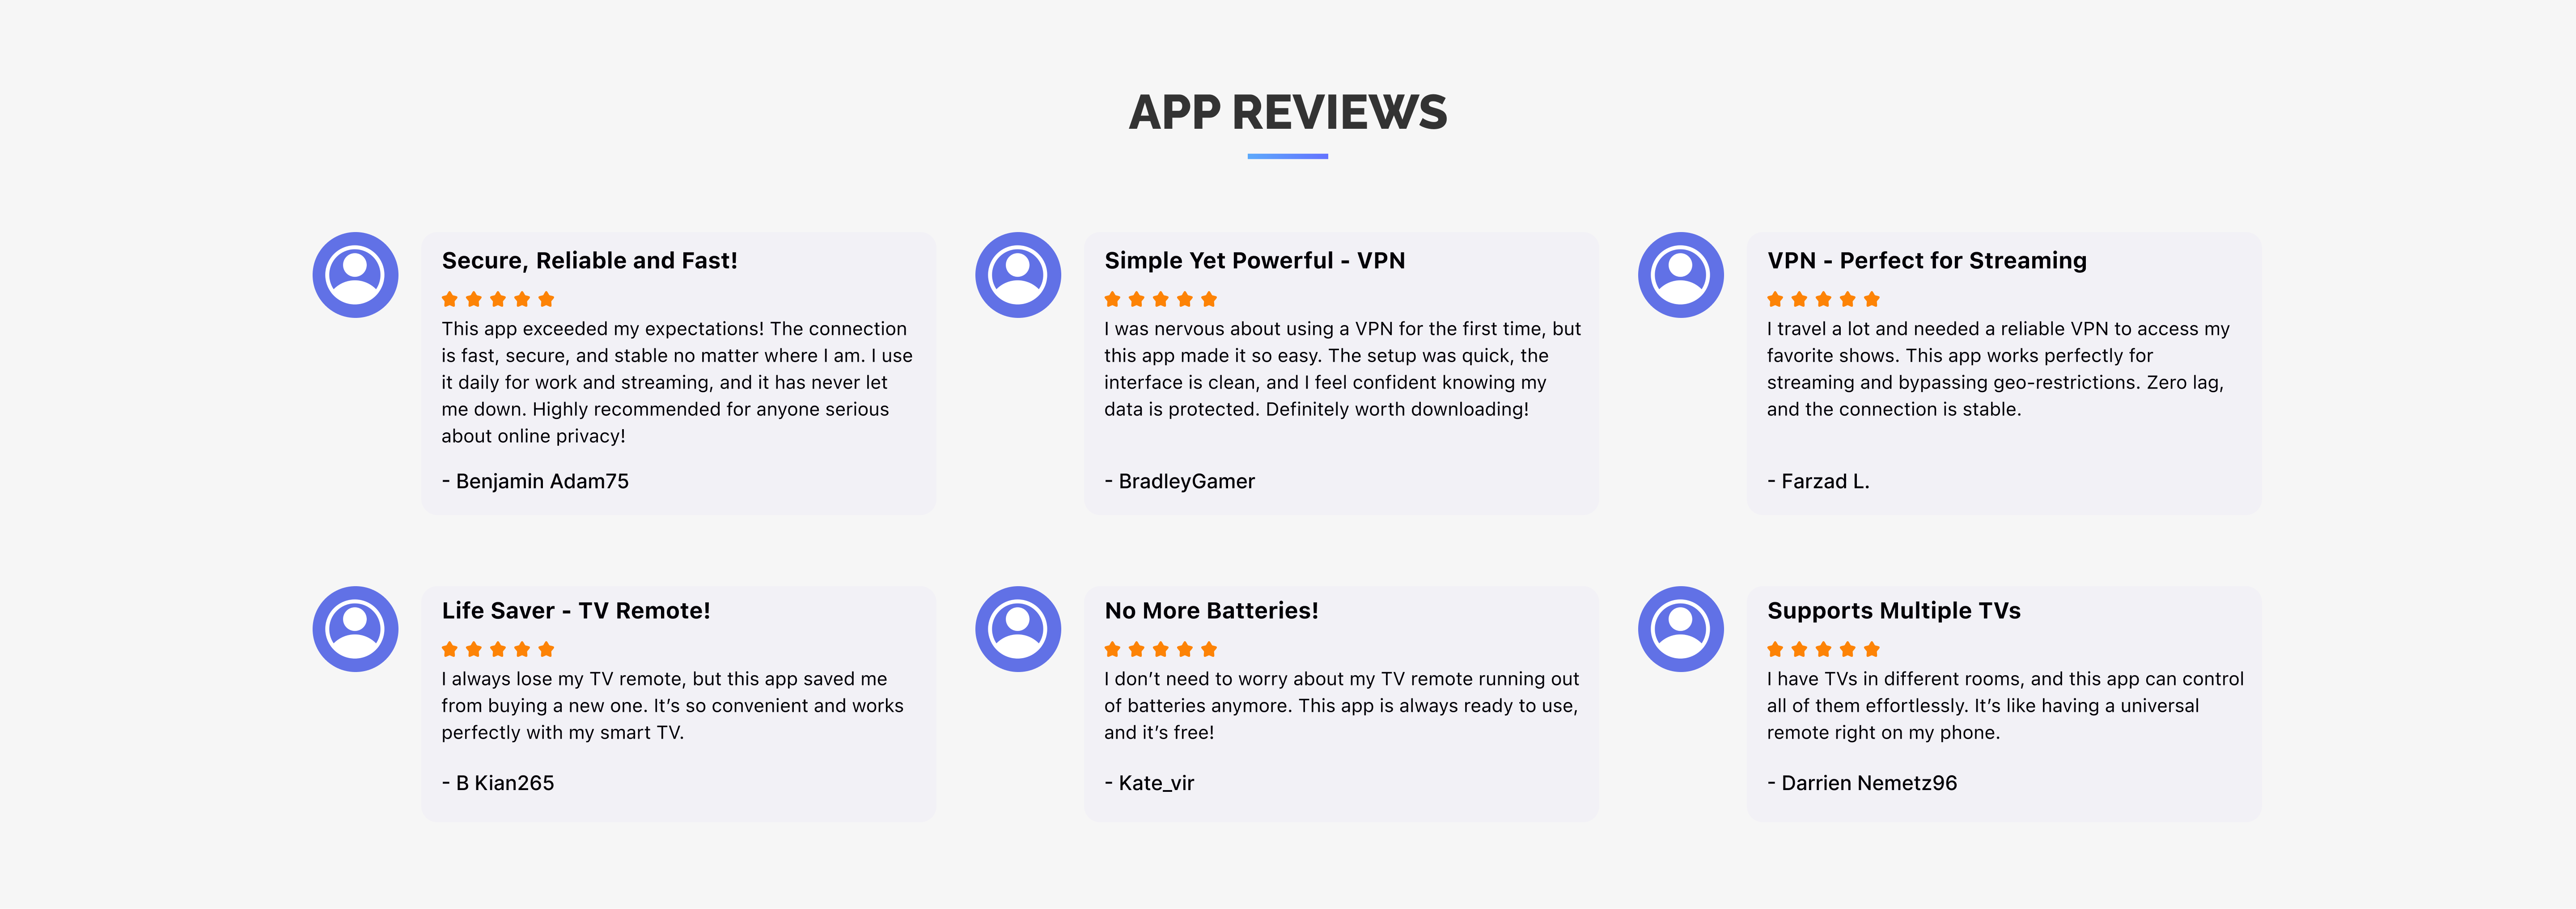 APP REVIEWS
Secure, Reliable and Fast!
This app exceeded my expectations! The connection
is fast, secure, and stable no matter where I am. I use
it daily for work and streaming, and it has never let
me down. Highly recommended for anyone serious
about online privacy!
- Benjamin Adam75
Simple Yet Powerful - VPN
I was nervous about using a VPN for the first time, but
this app made it so easy. The setup was quick, the
interface is clean, and I feel confident knowing my
data is protected. Definitely worth downloading!
- BradleyGamer
VPN - Perfect for Streaming
I travel a lot and needed a reliable VPN to access my
favorite shows. This app works perfectly for
streaming and bypassing geo-restrictions. Zero lag,
and the connection is stable.
- Farzad L.
Life Saver - TV Remote!
I always lose my TV remote, but this app saved me
from buying a new one. It’s so convenient and works
perfectly with my smart TV.
- B Kian265
No More Batteries!
I don’t need to worry about my TV remote running out
of batteries anymore. This app is always ready to use,
and it’s free!
- Kate_vir
Supports Multiple TVs
I have TVs in different rooms, and this app can control
all of them effortlessly. It’s like having a universal
remote right on my phone.
- Darrien Nemetz96